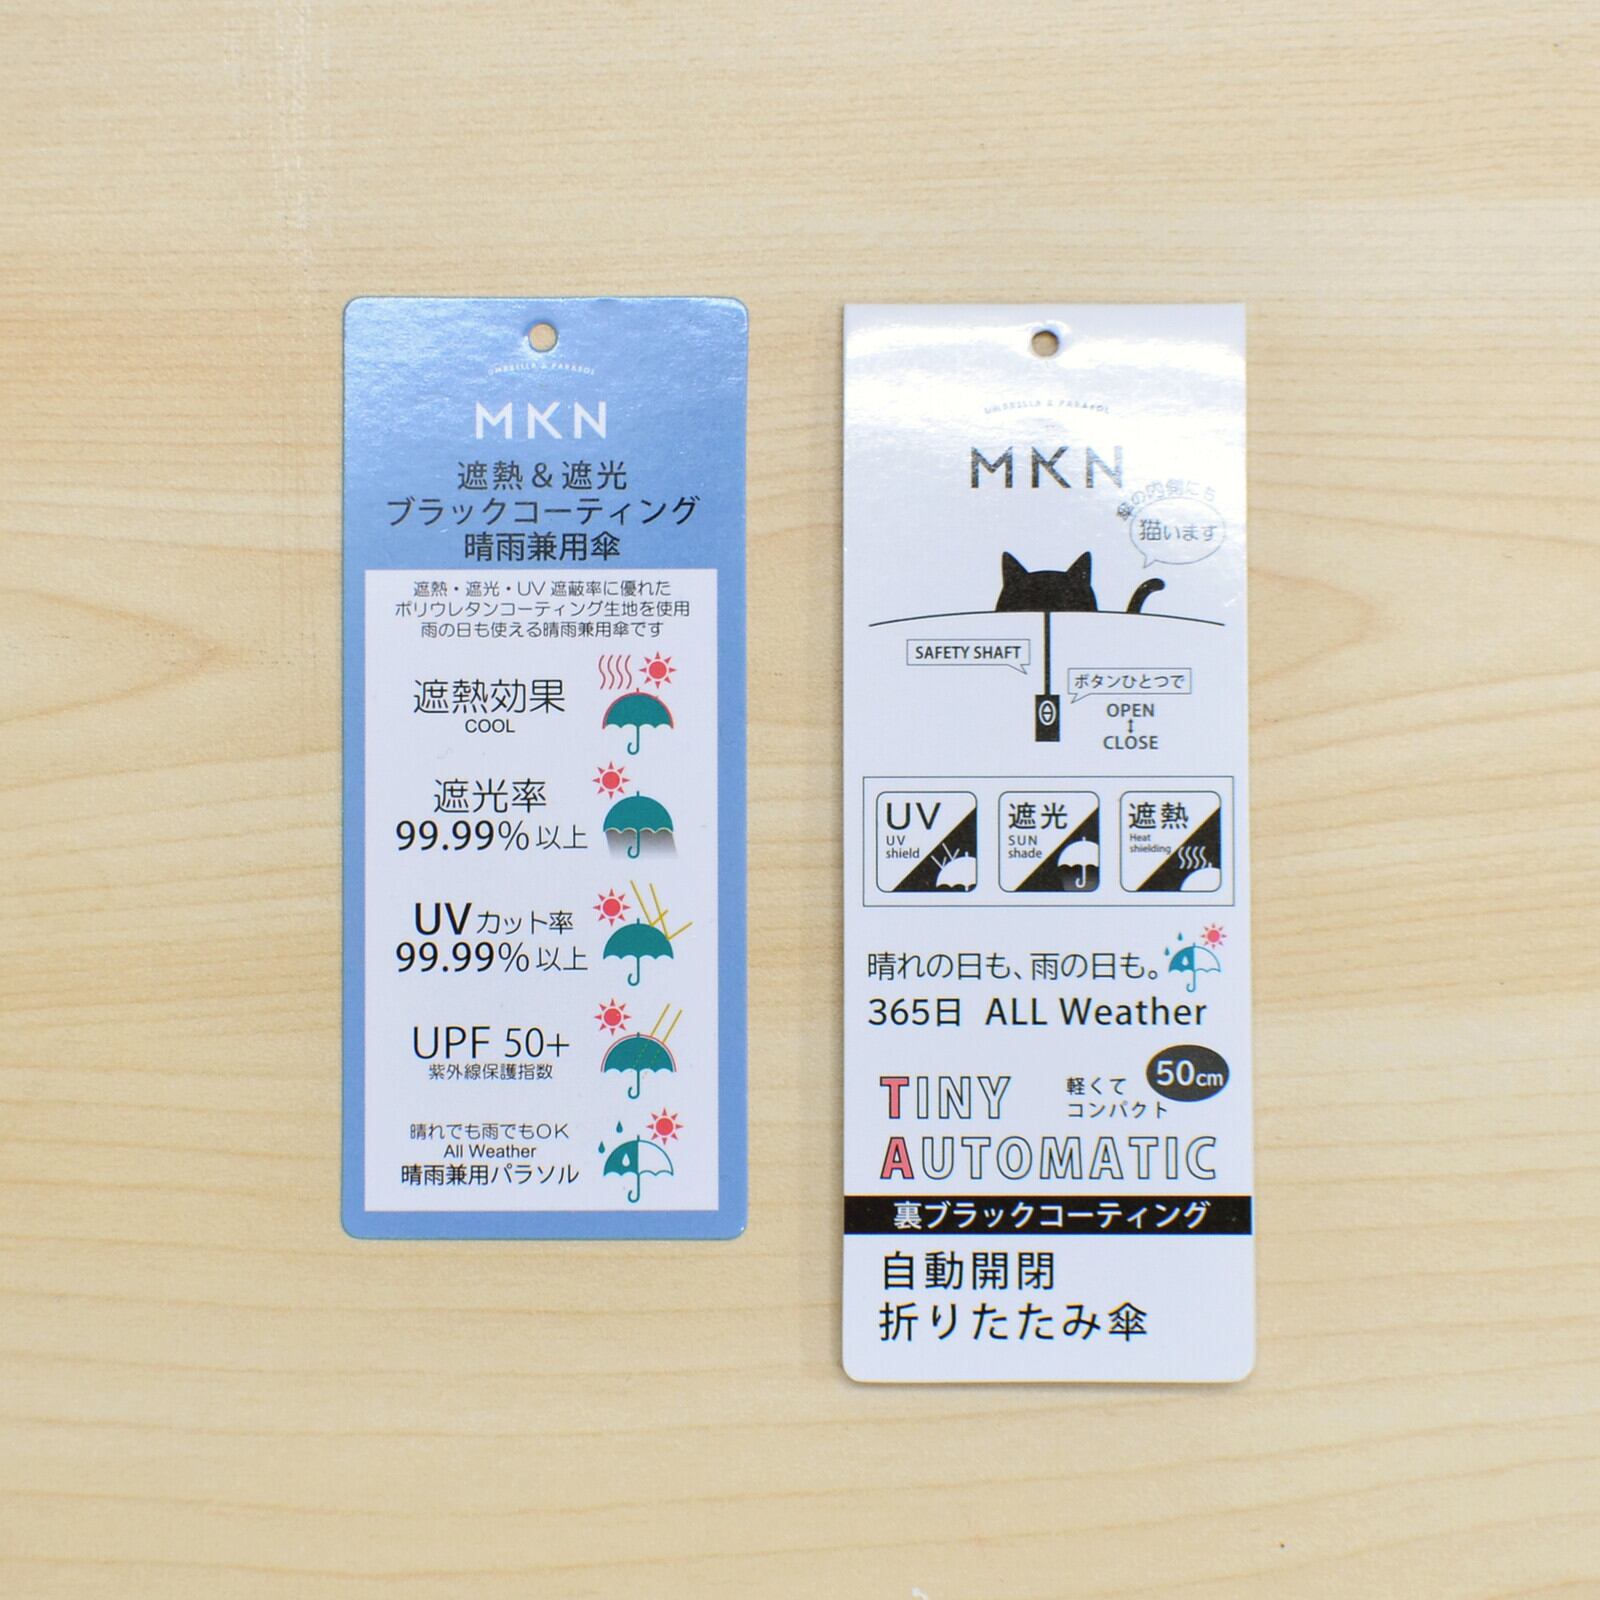 UMBRELLA & PARASOL
MKN
遮熱&遮光
ブラックコーティング
晴雨兼用傘
遮熱・遮光・UV遮蔽率に優れた
ポリウレタンコーティング生地を使用
雨の日も使える晴雨兼用傘です
遮熱効果
COOL
遮光率
99.99%以上
UVカット率
99.99%以上
UPF 50+
紫外線保護指数
晴れでも雨でもOK
All Weather
晴雨兼用パラソル
UMBRELLA & PARASOL
MKN
傘の内側にも
猫います
SAFETY SHAFT
ボタンひとつで
OPEN
↕
CLOSE
UV
UV
shield
遮光
SUN
shade
遮熱
Heat
shielding
晴れの日も、雨の日も。
365日 ALL Weather
TINY
軽くて
コンパクト
50cm
AUTOMATIC
裏ブラックコーティング
自動開閉
折りたたみ傘